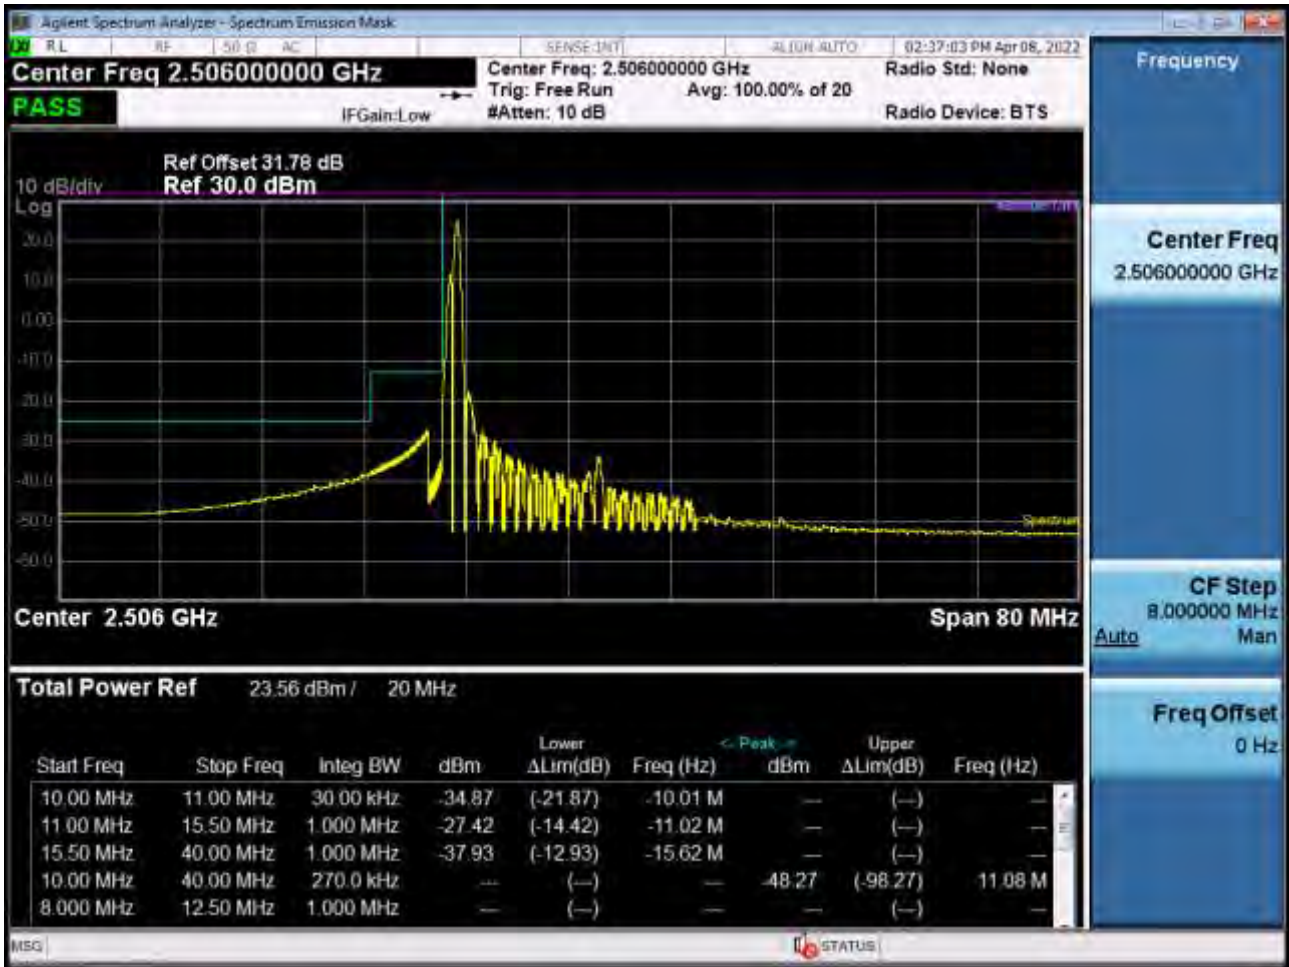 Agilent Spectrum Analyzer - Spectrum Emission Mask
LXI RL RF 50 Ω AC SENSE:INT ALIGN AUTO 02:37:03 PM Apr 08, 2022
Center Freq 2.506000000 GHz Center Freq: 2.506000000 GHz Radio Std: None
Trig: Free Run Avg: 100.00% of 20
PASS IFGain:Low #Atten: 10 dB Radio Device: BTS
Ref Offset 31.78 dB
10 dB/div Ref 30.0 dBm
Log
20.0
10.0
0.00
-10.0
-20.0
-30.0
-40.0
-50.0
Spectrum
-60.0
Center 2.506 GHz Span 80 MHz
Total Power Ref 23.56 dBm / 20 MHz
Lower <- Peak -> Upper
Start Freq Stop Freq Integ BW dBm ΔLim(dB) Freq (Hz) dBm ΔLim(dB) Freq (Hz)
10.00 MHz 11.00 MHz 30.00 kHz -34.87 (-21.87) -10.01 M --- (---) ---
11.00 MHz 15.50 MHz 1.000 MHz -27.42 (-14.42) -11.02 M --- (---) ---
15.50 MHz 40.00 MHz 1.000 MHz -37.93 (-12.93) -15.62 M --- (---) ---
10.00 MHz 40.00 MHz 270.0 kHz --- (---) --- -48.27 (-98.27) 11.08 M
8.000 MHz 12.50 MHz 1.000 MHz --- (---) --- --- (---) ---
MSG STATUS
Frequency
Center Freq
2.506000000 GHz
CF Step
8.000000 MHz
Auto Man
Freq Offset
0 Hz